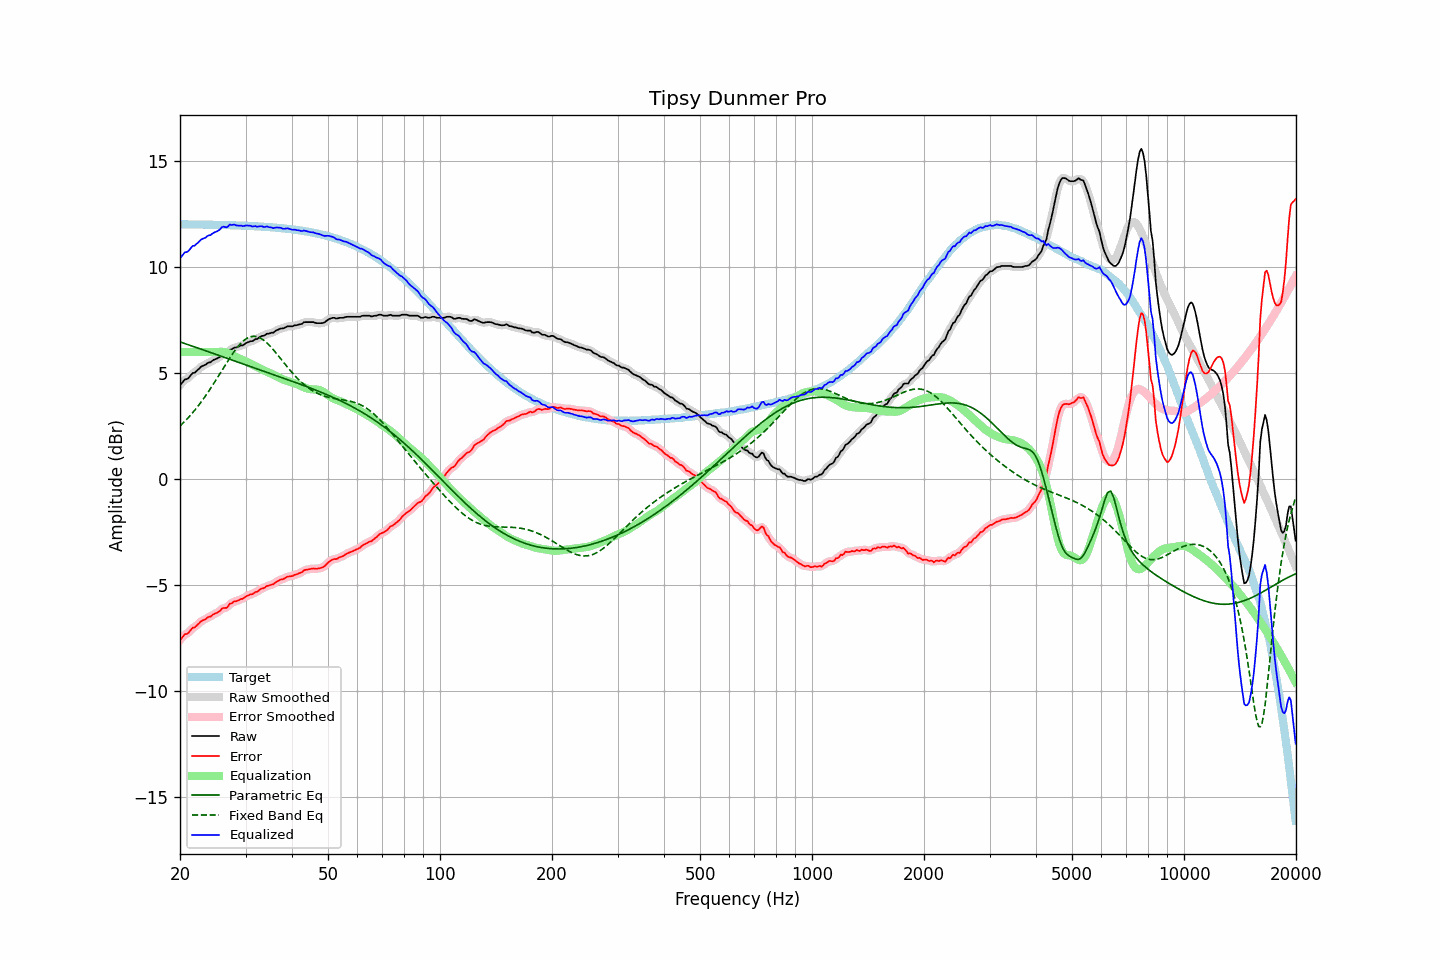 Tipsy Dunmer Pro
15
10
5
0
−5
−10
−15
Amplitude (dBr)
Target
Raw Smoothed
Error Smoothed
Raw
Error
Equalization
Parametric Eq
Fixed Band Eq
Equalized
20 50 100 200 500 1000 2000 5000 10000 20000
Frequency (Hz)